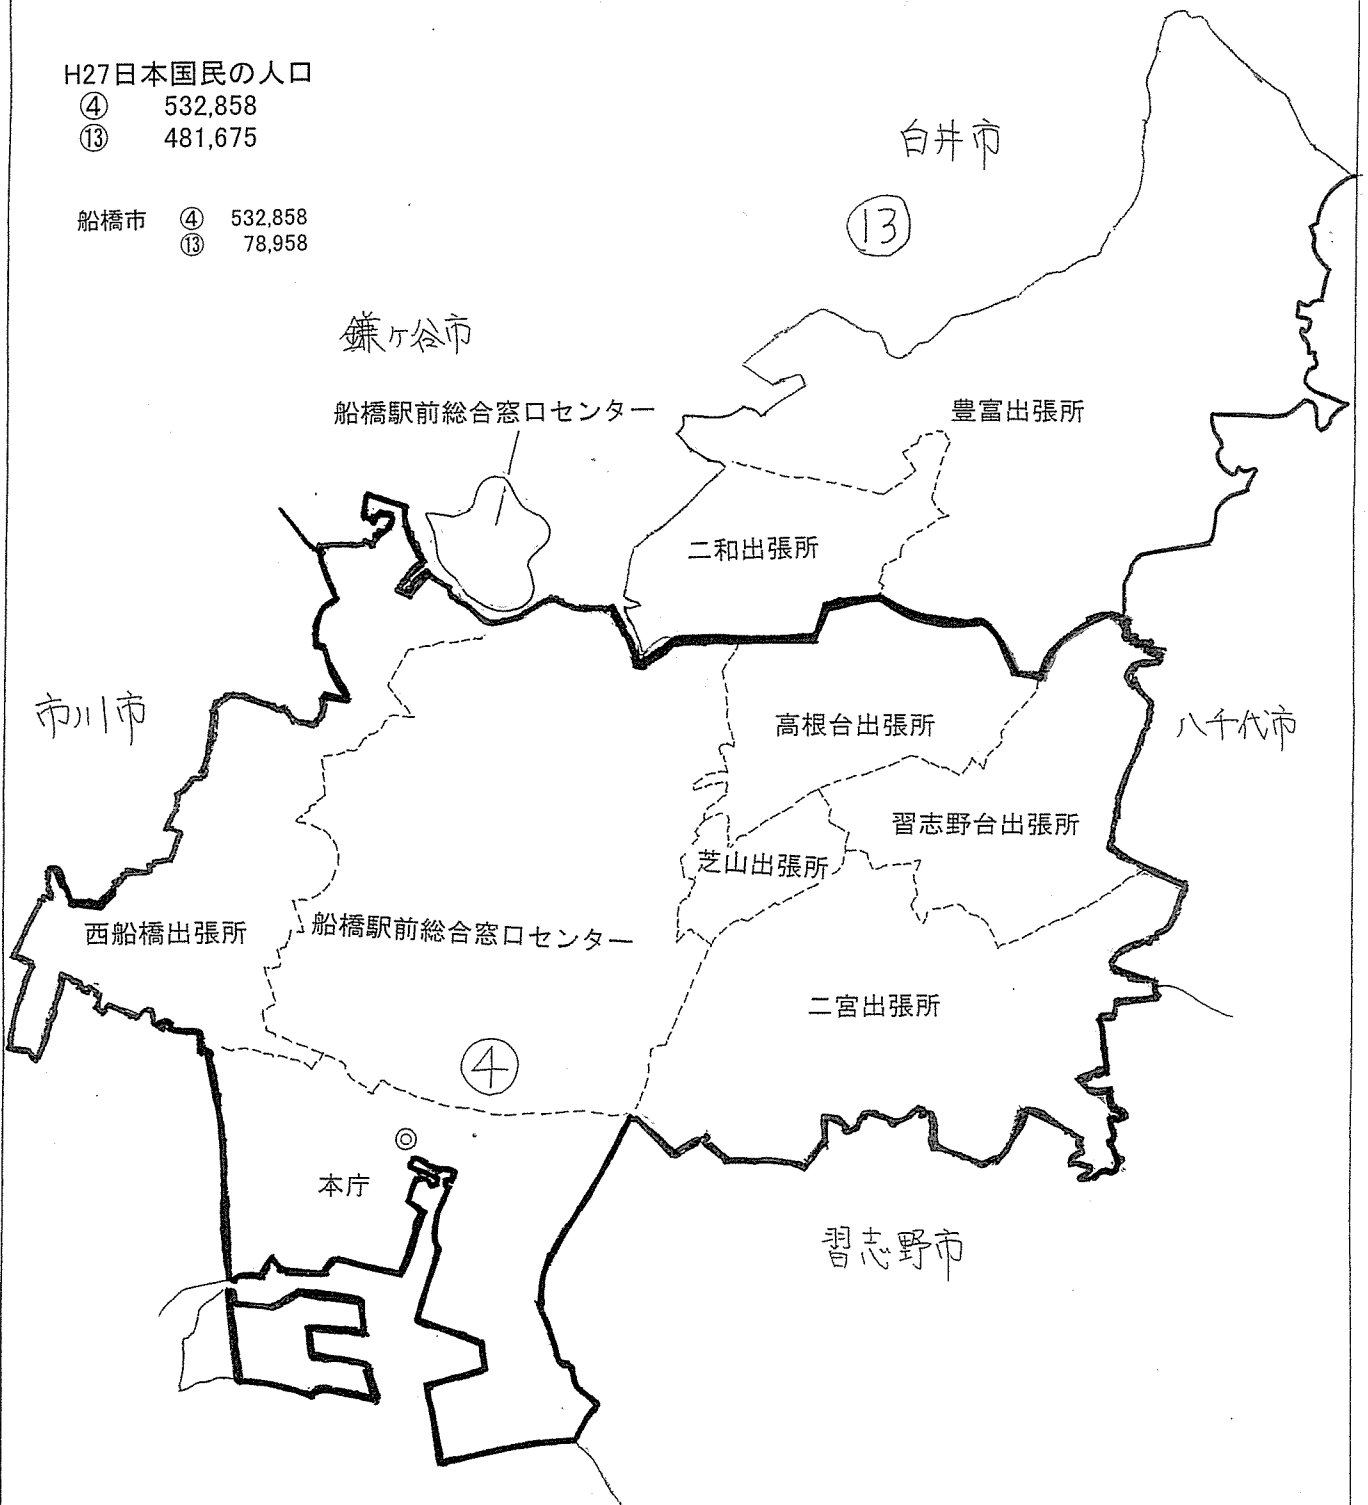 H27日本国民の人口
④ 532,858
⑬ 481,675
船橋市 ④ 532,858
⑬ 78,958
白井市
⑬
鎌ケ谷市
船橋駅前総合窓口センター
豊富出張所
二和出張所
市川市
高根台出張所
八千代市
習志野台出張所
芝山出張所
西船橋出張所
船橋駅前総合窓口センター
二宮出張所
④
◎
本庁
習志野市